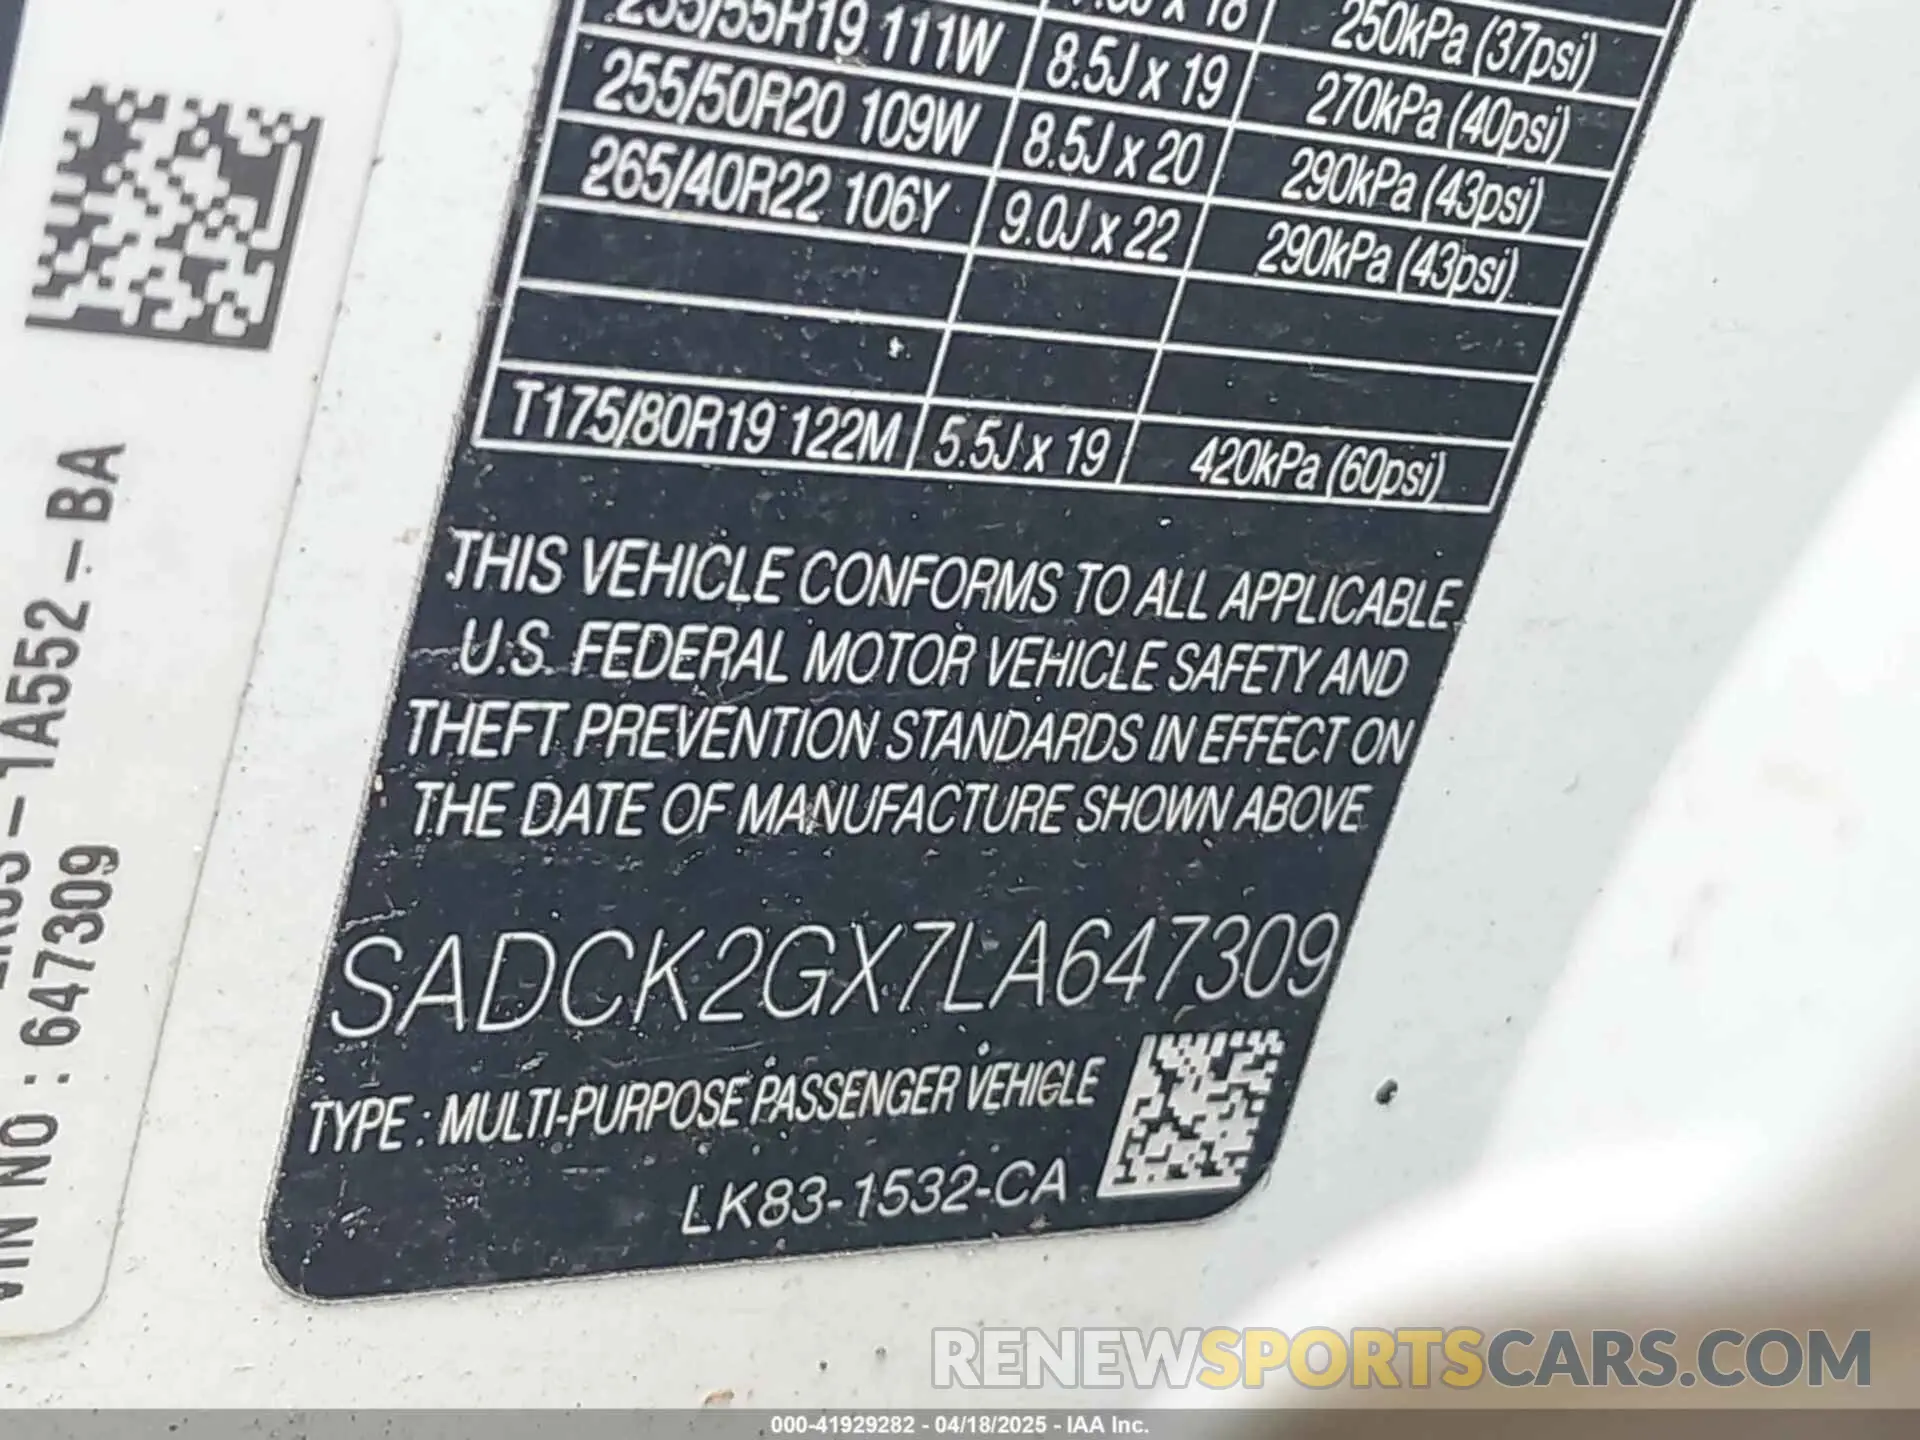 255/55R19 111W 8.5J x 19 250kPa (37psi)
255/50R20 109W 8.5J x 20 270kPa (40psi)
265/40R22 106Y 9.0J x 22 290kPa (43psi)
290kPa (43psi)
T175/80R19 122M 5.5J x 19 420kPa (60psi)
THIS VEHICLE CONFORMS TO ALL APPLICABLE
U.S. FEDERAL MOTOR VEHICLE SAFETY AND
THEFT PREVENTION STANDARDS IN EFFECT ON
THE DATE OF MANUFACTURE SHOWN ABOVE
SADCK2GX7LA647309
TYPE : MULTI-PURPOSE PASSENGER VEHICLE
LK83-1532-CA
1A552 - BA
VIN NO : 647309
RENEWSPORTSCARS.COM
000-41929282 - 04/18/2025 - IAA Inc.